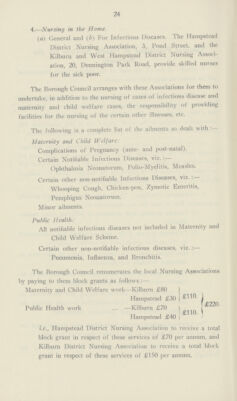 24
4.—Nursing in the Home.
(a) General and (b) For Infectious Diseases. The Hampstead
District Nursing Association, 5, Pond Street, and the
Kilburn and West Hampstead District Nursing Associ-
ation, 20, Dennington Park Road, provide skilled nurses
for the sick poor.
The Borough Council arranges with these Associations for them to
undertake, in addition to the nursing of cases of infectious disease and
maternity and child welfare cases, the responsibility of providing
facilities for the nursing of the certain other illnesses, etc.
The following is a complete list of the ailments so dealt with :—
Maternity and Child Welfare.
Complications of Pregnancy (ante- and post-natal).
Certain Notifiable Infectious Diseases, viz. :—
Ophthalmia Neonatorum, Polio-Myelitis, Measles.
Certain other non-notifiable Infectious Diseases, viz. :—
Whooping Cough, Chicken-pox, Zymotic Enteritis,
Pemphigus Neonatorum.
Minor ailments.
Public Health.
All notifiable infectious diseases not included in Maternity and
Child Welfare Scheme.
Certain other non-notifiable infectious diseases, viz. :—
Pneumonia, Influenza, and Bronchitis.
The Borough Council remunerates the local Nursing Associations
by paying to them block grants as follows :—
Maternity and Child Welfare work—Kilburn £80
Hampstead £30 £110
£220
Public Health work —Kilburn £70
Hampstead £40 £110
i.e., Hampstead District Nursing Association to receive a total
block grant in respect of these services of £70 per annum, and
Kilburn District Nursing Association to receive a total block
grant in respect of these services of £150 per annum.